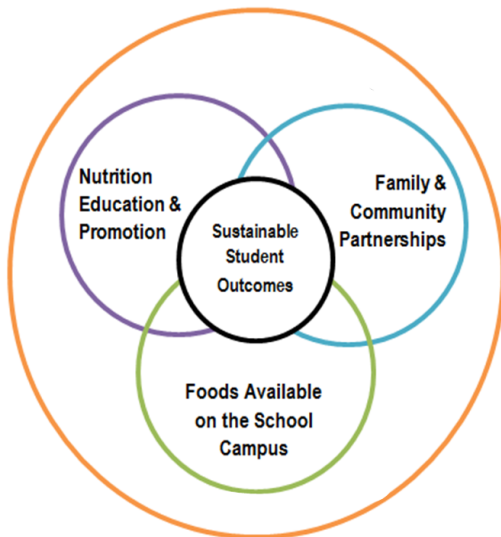 Nutrition
Education &
Promotion
Family &
Community
Partnerships
Sustainable
Student
Outcomes
Foods Available
on the School
Campus